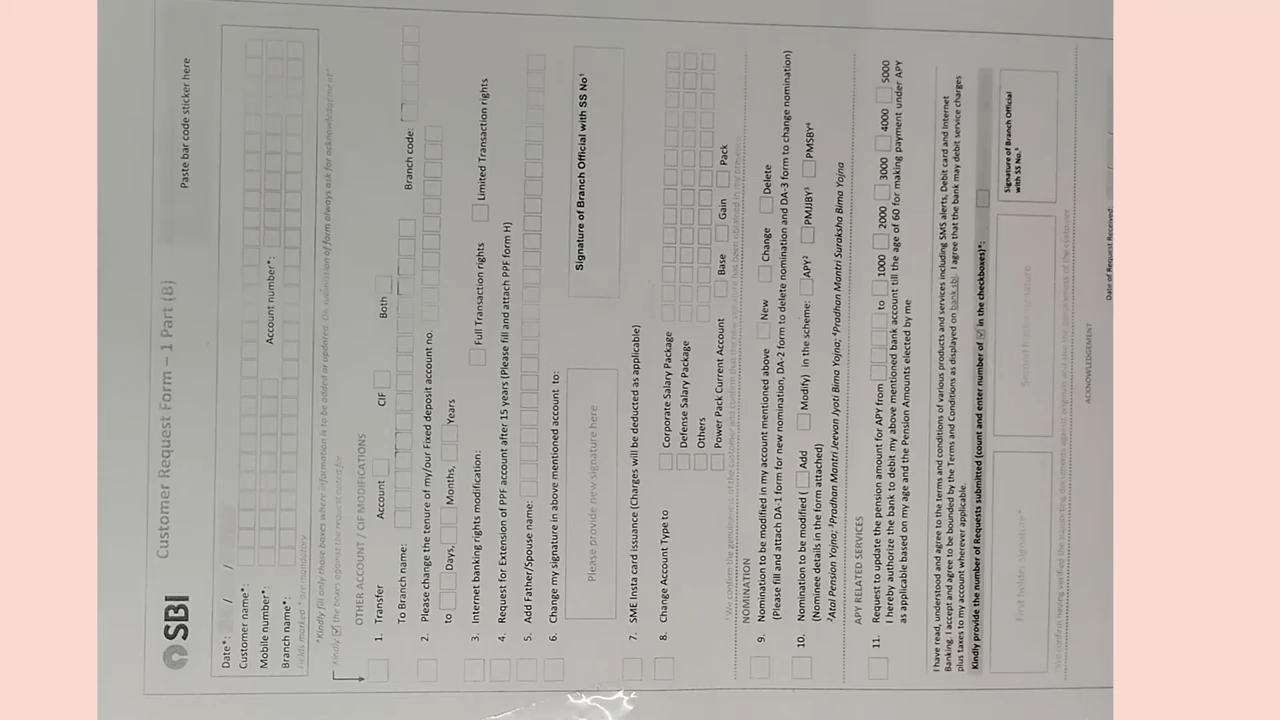 SBI
Customer Request Form – 1 Part (B)
Paste bar code sticker here
Date*: / /
Customer name*:
Mobile number*: Account number*:
Branch name*:
Fields marked * are mandatory
*Kindly fill only those boxes where information is to be added or updated. On submission of form always ask for acknowledgement*
Kindly ☑ the boxes against the request opted for
OTHER ACCOUNT / CIF MODIFICATIONS
1. Transfer Account CIF Both
To Branch name: Branch code:
2. Please change the tenure of my/our Fixed deposit account no.
to Days, Months, Years
3. Internet banking rights modification: Full Transaction rights Limited Transaction rights
4. Request for Extension of PPF account after 15 years (Please fill and attach PPF form H)
5. Add Father/Spouse name:
6. Change my signature in above mentioned account to:
Please provide new signature here
Signature of Branch Official with SS No¹
7. SME Insta card issuance (Charges will be deducted as applicable)
8. Change Account Type to Corporate Salary Package
Defense Salary Package
Others
Power Pack Current Account Base Gain Pack
¹We confirm the genuineness of the customer and confirm that the new signature has been obtained in my presence
NOMINATION
9. Nomination to be modified in my account mentioned above New Change Delete
(Please fill and attach DA-1 form for new nomination, DA-2 form to delete nomination and DA-3 form to change nomination)
10. Nomination to be modified ( Add Modify) in the scheme: APY² PMJJBY³ PMSBY⁴
(Nominee details in the form attached)
²Atal Pension Yojna; ³Pradhan Mantri Jeevan Jyoti Bima Yojna; ⁴Pradhan Mantri Suraksha Bima Yojna
APY RELATED SERVICES
11. Request to update the pension amount for APY from to 1000 2000 3000 4000 5000
I hereby authorize the bank to debit my above mentioned bank account till the age of 60 for making payment under APY
as applicable based on my age and the Pension Amounts elected by me
I have read, understood and agree to the terms and conditions of various products and services including SMS alerts, Debit card and Internet
Banking. I accept and agree to be bounded by the Terms and Conditions as displayed on bank.sbi. I agree that the bank may debit service charges
plus taxes to my account wherever applicable.
Kindly provide the number of Requests submitted (count and enter number of ☑ in the checkboxes)*:
First holder signature*
Second holder signature
Signature of Branch Official
with SS No.⁵
⁵We confirm having verified the supporting documents against originals and also the genuineness of the customer
ACKNOWLEDGEMENT
Date of Request Received